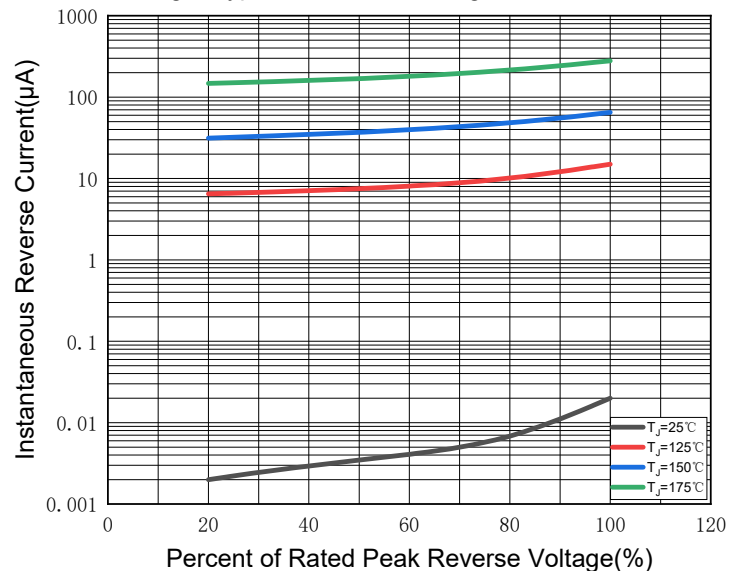 1000
100
10
1
0.1
0.01
0.001
Instantaneous Reverse Current(μA)
0 20 40 60 80 100 120
Percent of Rated Peak Reverse Voltage(%)
TJ=25℃
TJ=125℃
TJ=150℃
TJ=175℃